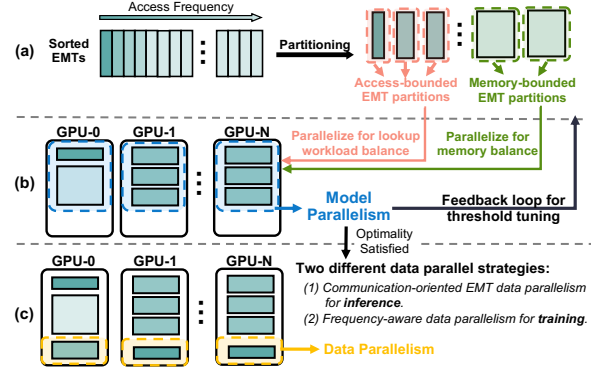 Access Frequency
(a)
Sorted
EMTs
Partitioning
Access-bounded
EMT partitions
Memory-bounded
EMT partitions
GPU-0
GPU-1
GPU-N
Parallelize for lookup
workload balance
Parallelize for
memory balance
(b)
Model
Parallelism
Feedback loop for
threshold tuning
Optimality
Satisfied
GPU-0
GPU-1
GPU-N
Two different data parallel strategies:
(1) Communication-oriented EMT data parallelism
for inference.
(2) Frequency-aware data parallelism for training.
(c)
Data Parallelism